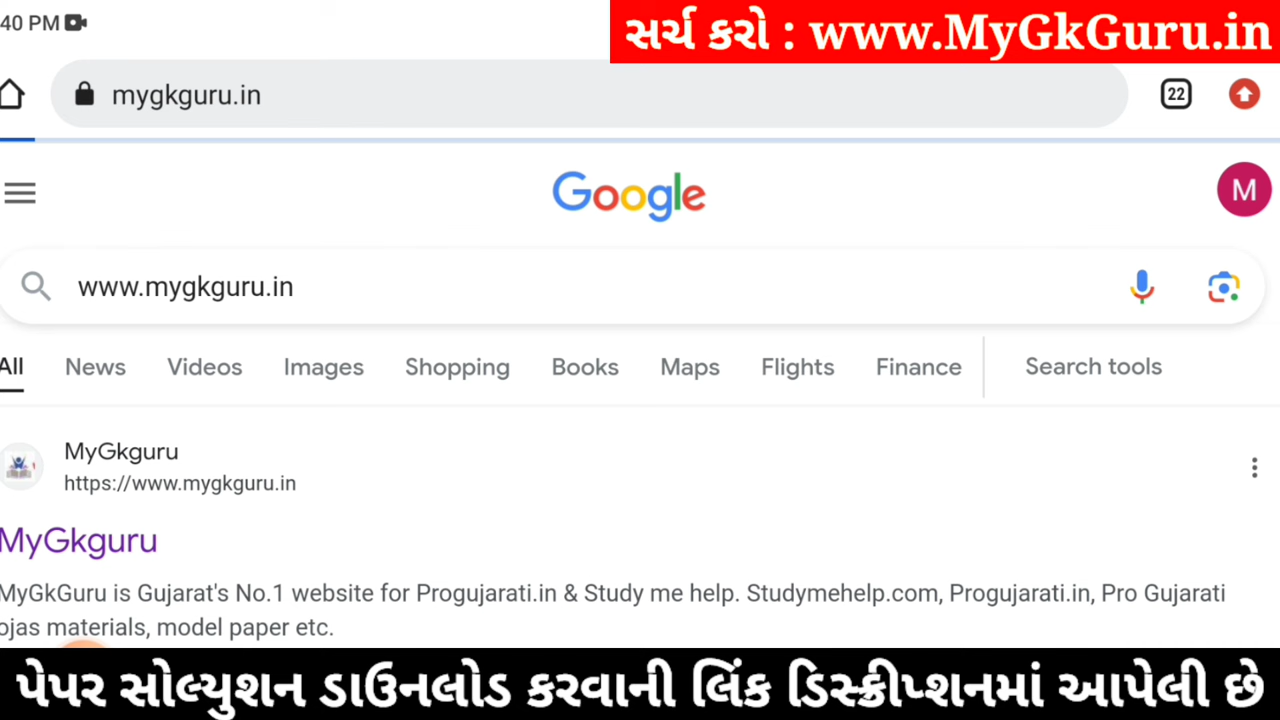 40 PM
સર્ચ કરો : www.MyGkGuru.in
mygkguru.in
22
Google
M
www.mygkguru.in
All News Videos Images Shopping Books Maps Flights Finance Search tools
MyGkguru
https://www.mygkguru.in
MyGkguru
MyGkGuru is Gujarat's No.1 website for Progujarati.in & Study me help. Studymehelp.com, Progujarati.in, Pro Gujarati
ojas materials, model paper etc.
પેપર સોલ્યુશન ડાઉનલોડ કરવાની લિંક ડિસ્ક્રીપ્શનમાં આપેલી છે